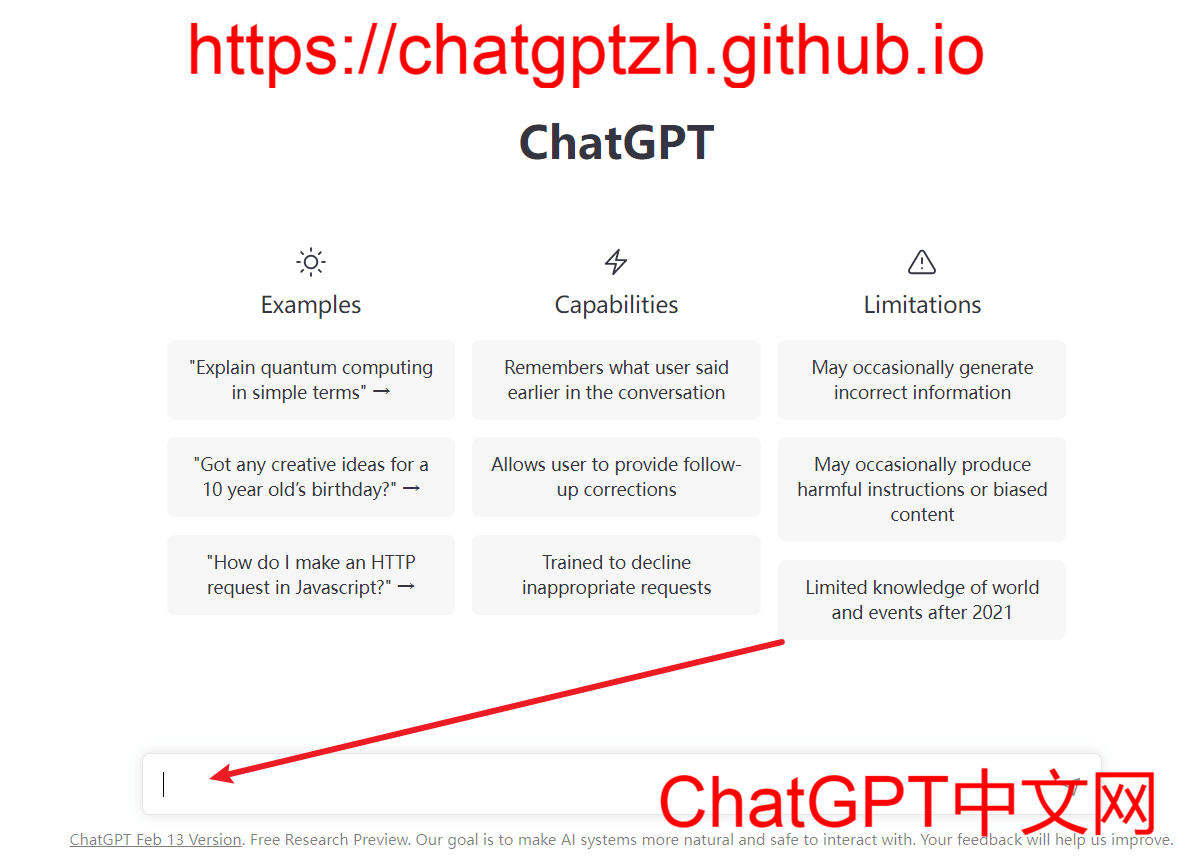 https://chatgptzh.github.io
ChatGPT
Examples
"Explain quantum computing
in simple terms" →
"Got any creative ideas for a
10 year old’s birthday?" →
"How do I make an HTTP
request in Javascript?" →
Capabilities
Remembers what user said
earlier in the conversation
Allows user to provide follow-
up corrections
Trained to decline
inappropriate requests
Limitations
May occasionally generate
incorrect information
May occasionally produce
harmful instructions or biased
content
Limited knowledge of world
and events after 2021
ChatGPT中文网
ChatGPT Feb 13 Version. Free Research Preview. Our goal is to make AI systems more natural and safe to interact with. Your feedback will help us improve.